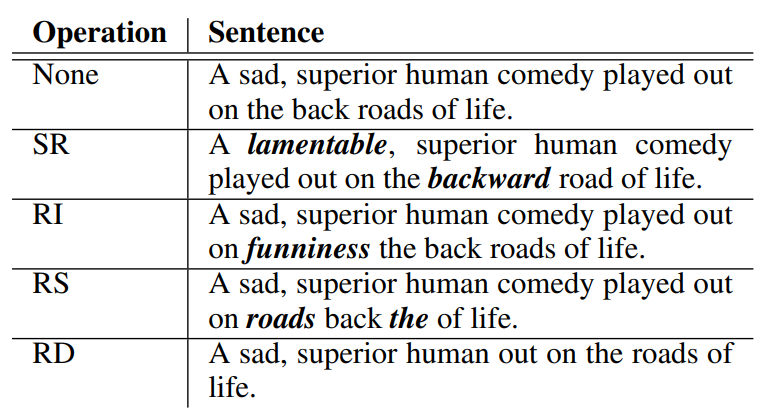 Operation Sentence
None A sad, superior human comedy played out
on the back roads of life.
SR A lamentable, superior human comedy
played out on the backward road of life.
RI A sad, superior human comedy played out
on funniness the back roads of life.
RS A sad, superior human comedy played out
on roads back the of life.
RD A sad, superior human out on the roads of
life.